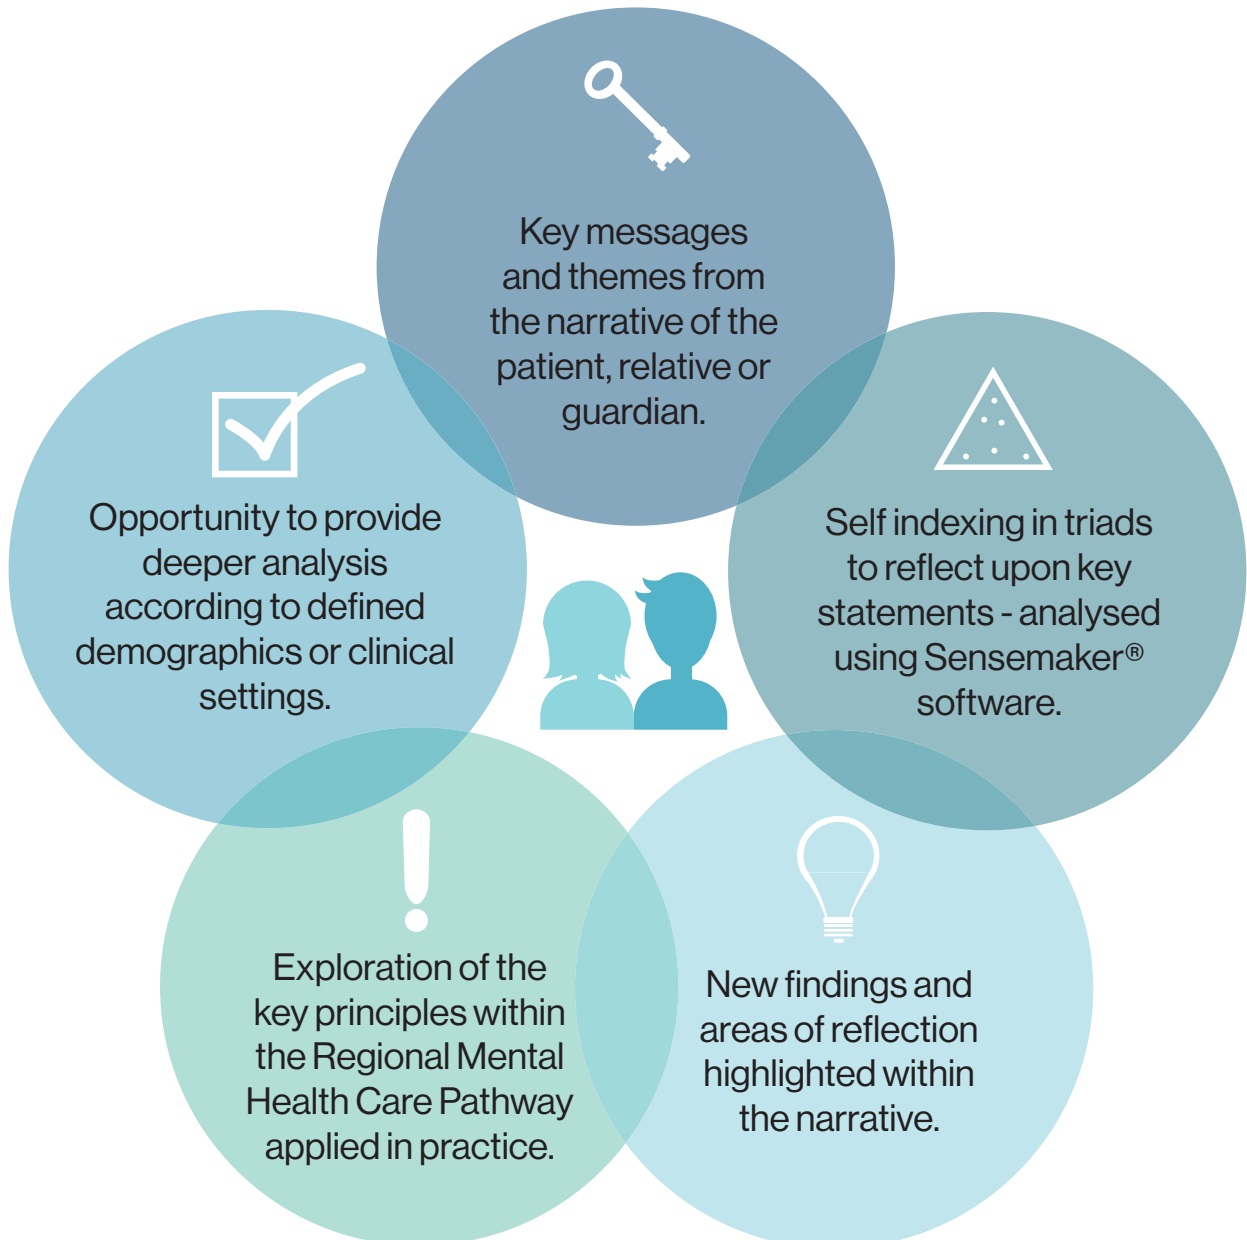 Key messages
and themes from
the narrative of the
patient, relative or
guardian.
Opportunity to provide
deeper analysis
according to defined
demographics or clinical
settings.
Self indexing in triads
to reflect upon key
statements - analysed
using Sensemaker®
software.
Exploration of the
key principles within
the Regional Mental
Health Care Pathway
applied in practice.
New findings and
areas of reflection
highlighted within
the narrative.